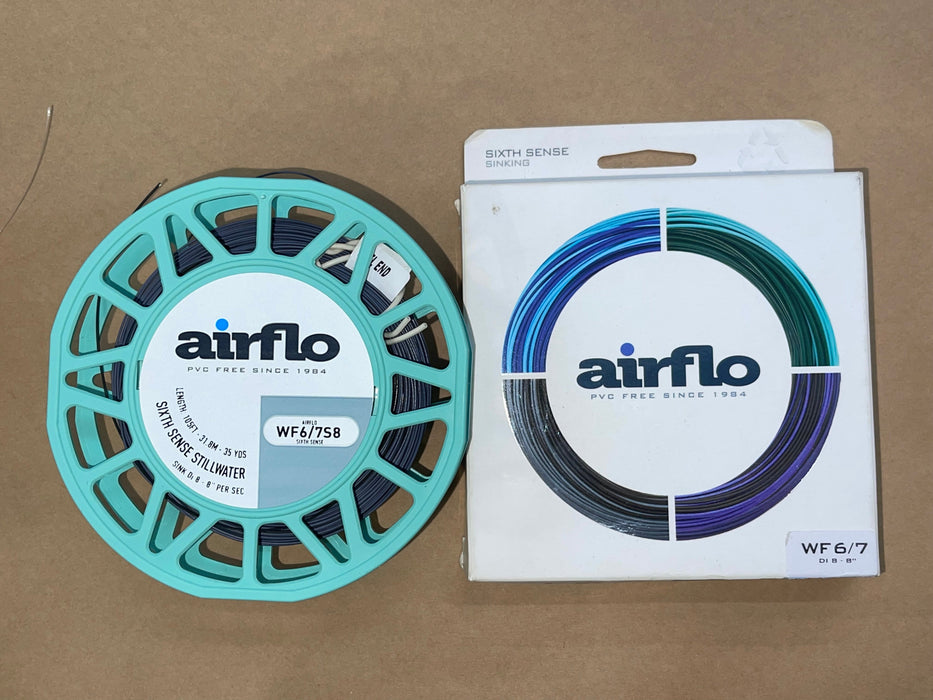 EL END
airflo
PVC FREE SINCE 1984
LENGTH 105FT · 31.8M · 35 YDS
SIXTH SENSE STILLWATER
SINK Di 8 - 8" PER SEC
AIRFLO
WF6/7S8
SIXTH SENSE
SIXTH SENSE
SINKING
airflo
PVC FREE SINCE 1984
WF 6/7
DI 8 - 8"